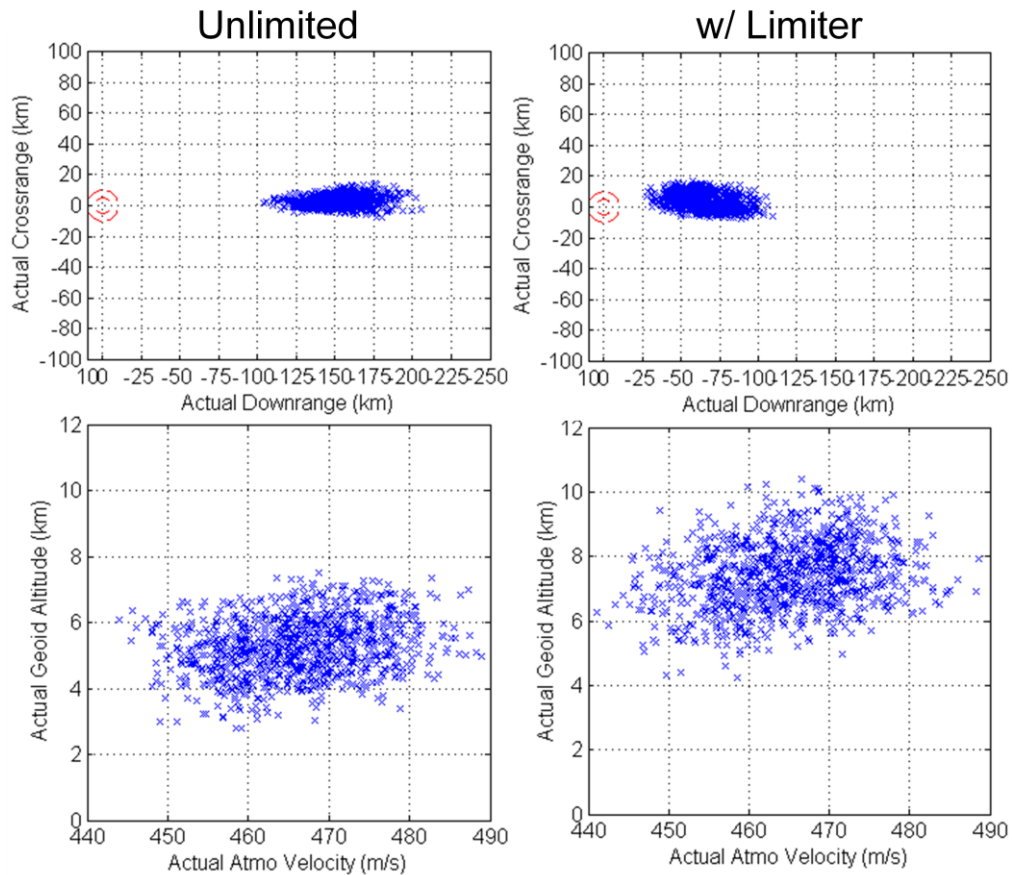 Unlimited
w/ Limiter
100
80
60
40
20
0
-20
-40
-60
-80
-100
Actual Crossrange (km)
100 -25 -50 -75-100-125-150-175-200-225-250
Actual Downrange (km)
100
80
60
40
20
0
-20
-40
-60
-80
-100
Actual Crossrange (km)
100 -25 -50 -75-100-125-150-175-200-225-250
Actual Downrange (km)
12
10
8
6
4
2
0
Actual Geoid Altitude (km)
440 450 460 470 480 490
Actual Atmo Velocity (m/s)
12
10
8
6
4
2
0
Actual Geoid Altitude (km)
440 450 460 470 480 490
Actual Atmo Velocity (m/s)